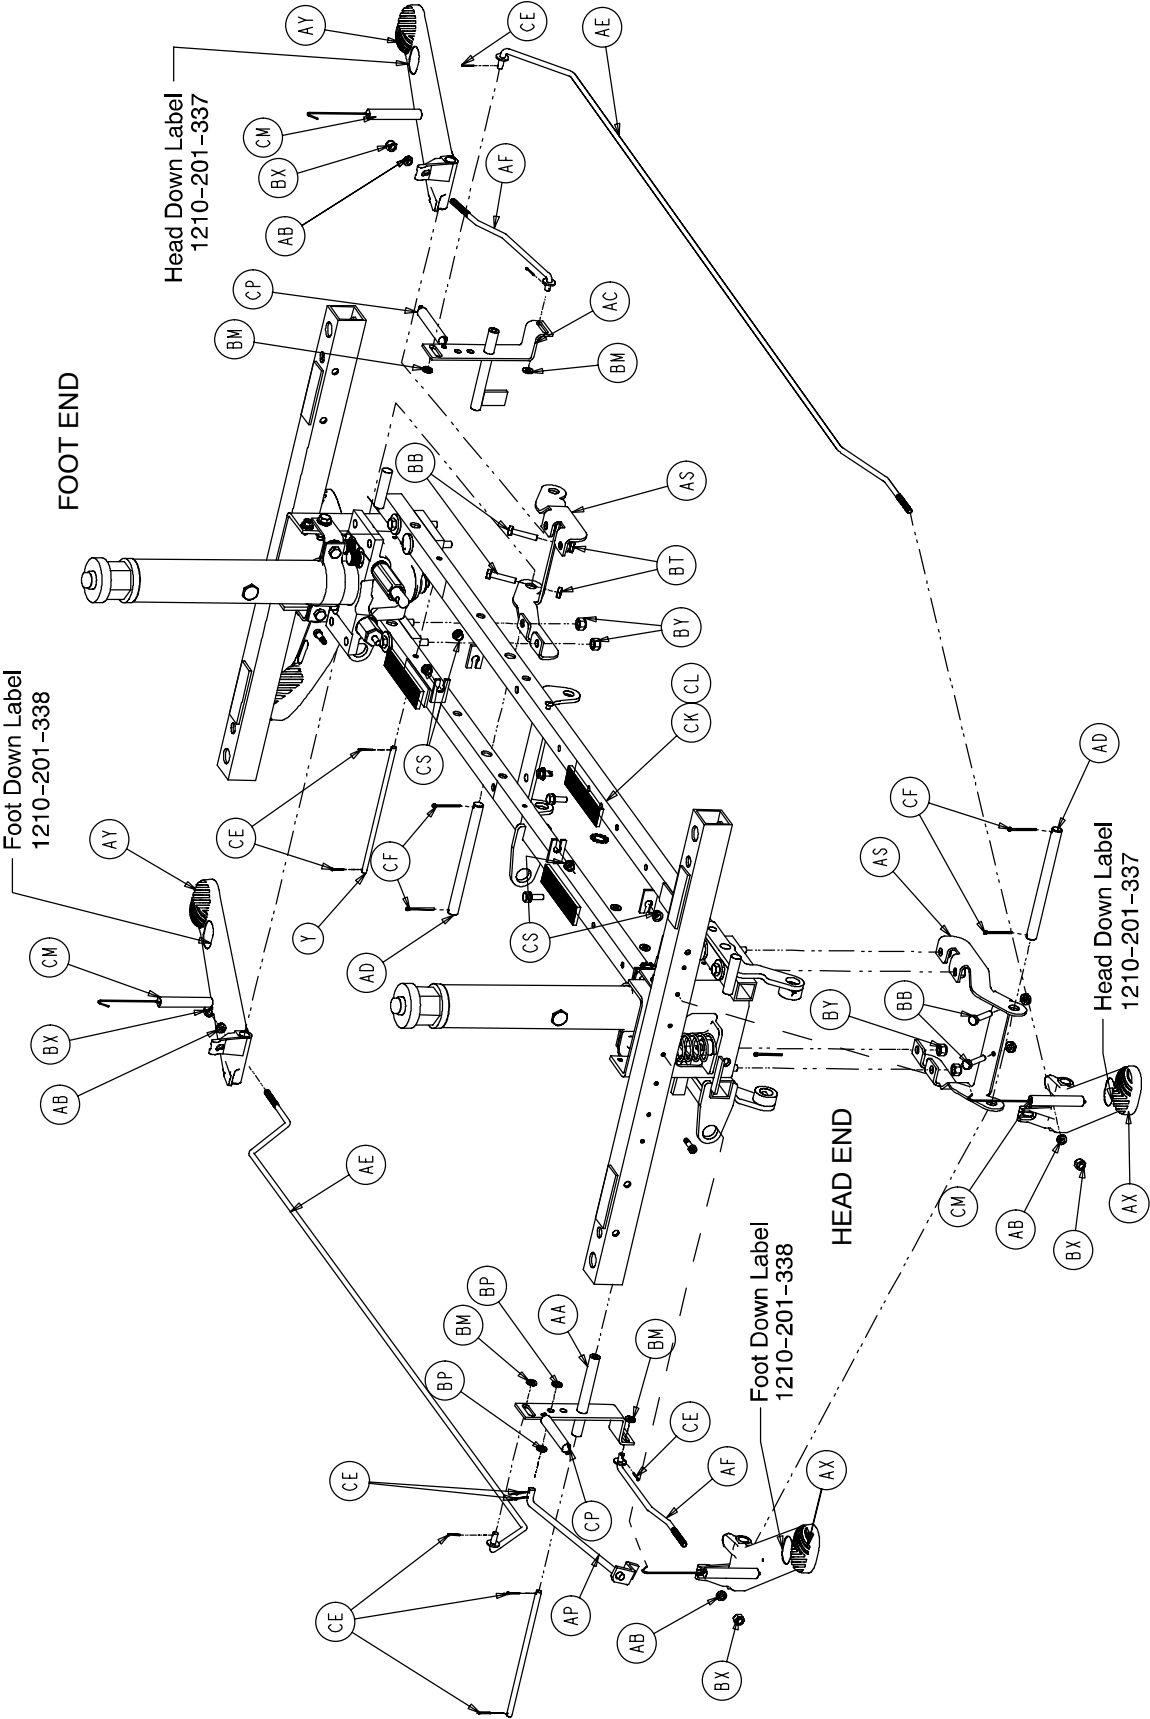 Foot Down Label
1210-201-338
BX
CM
AB
FOOT END
AY
Head Down Label
1210-201-337
CE
BM
CP
CM
BX
AB
Y
AY
CE
CE
AE
AD
CF
BB
CS
BP
BM
BP
AF
CS
CE
AA
AP
CP
AE
AC
BM
AB
BM
BT
BY
AS
CE
CK
CL
BX
AF
Foot Down Label
1210-201-338
AX
BY
HEAD END
AS
BB
CF
CM
AB
BX
AD
Head Down Label
1210-201-337
AX